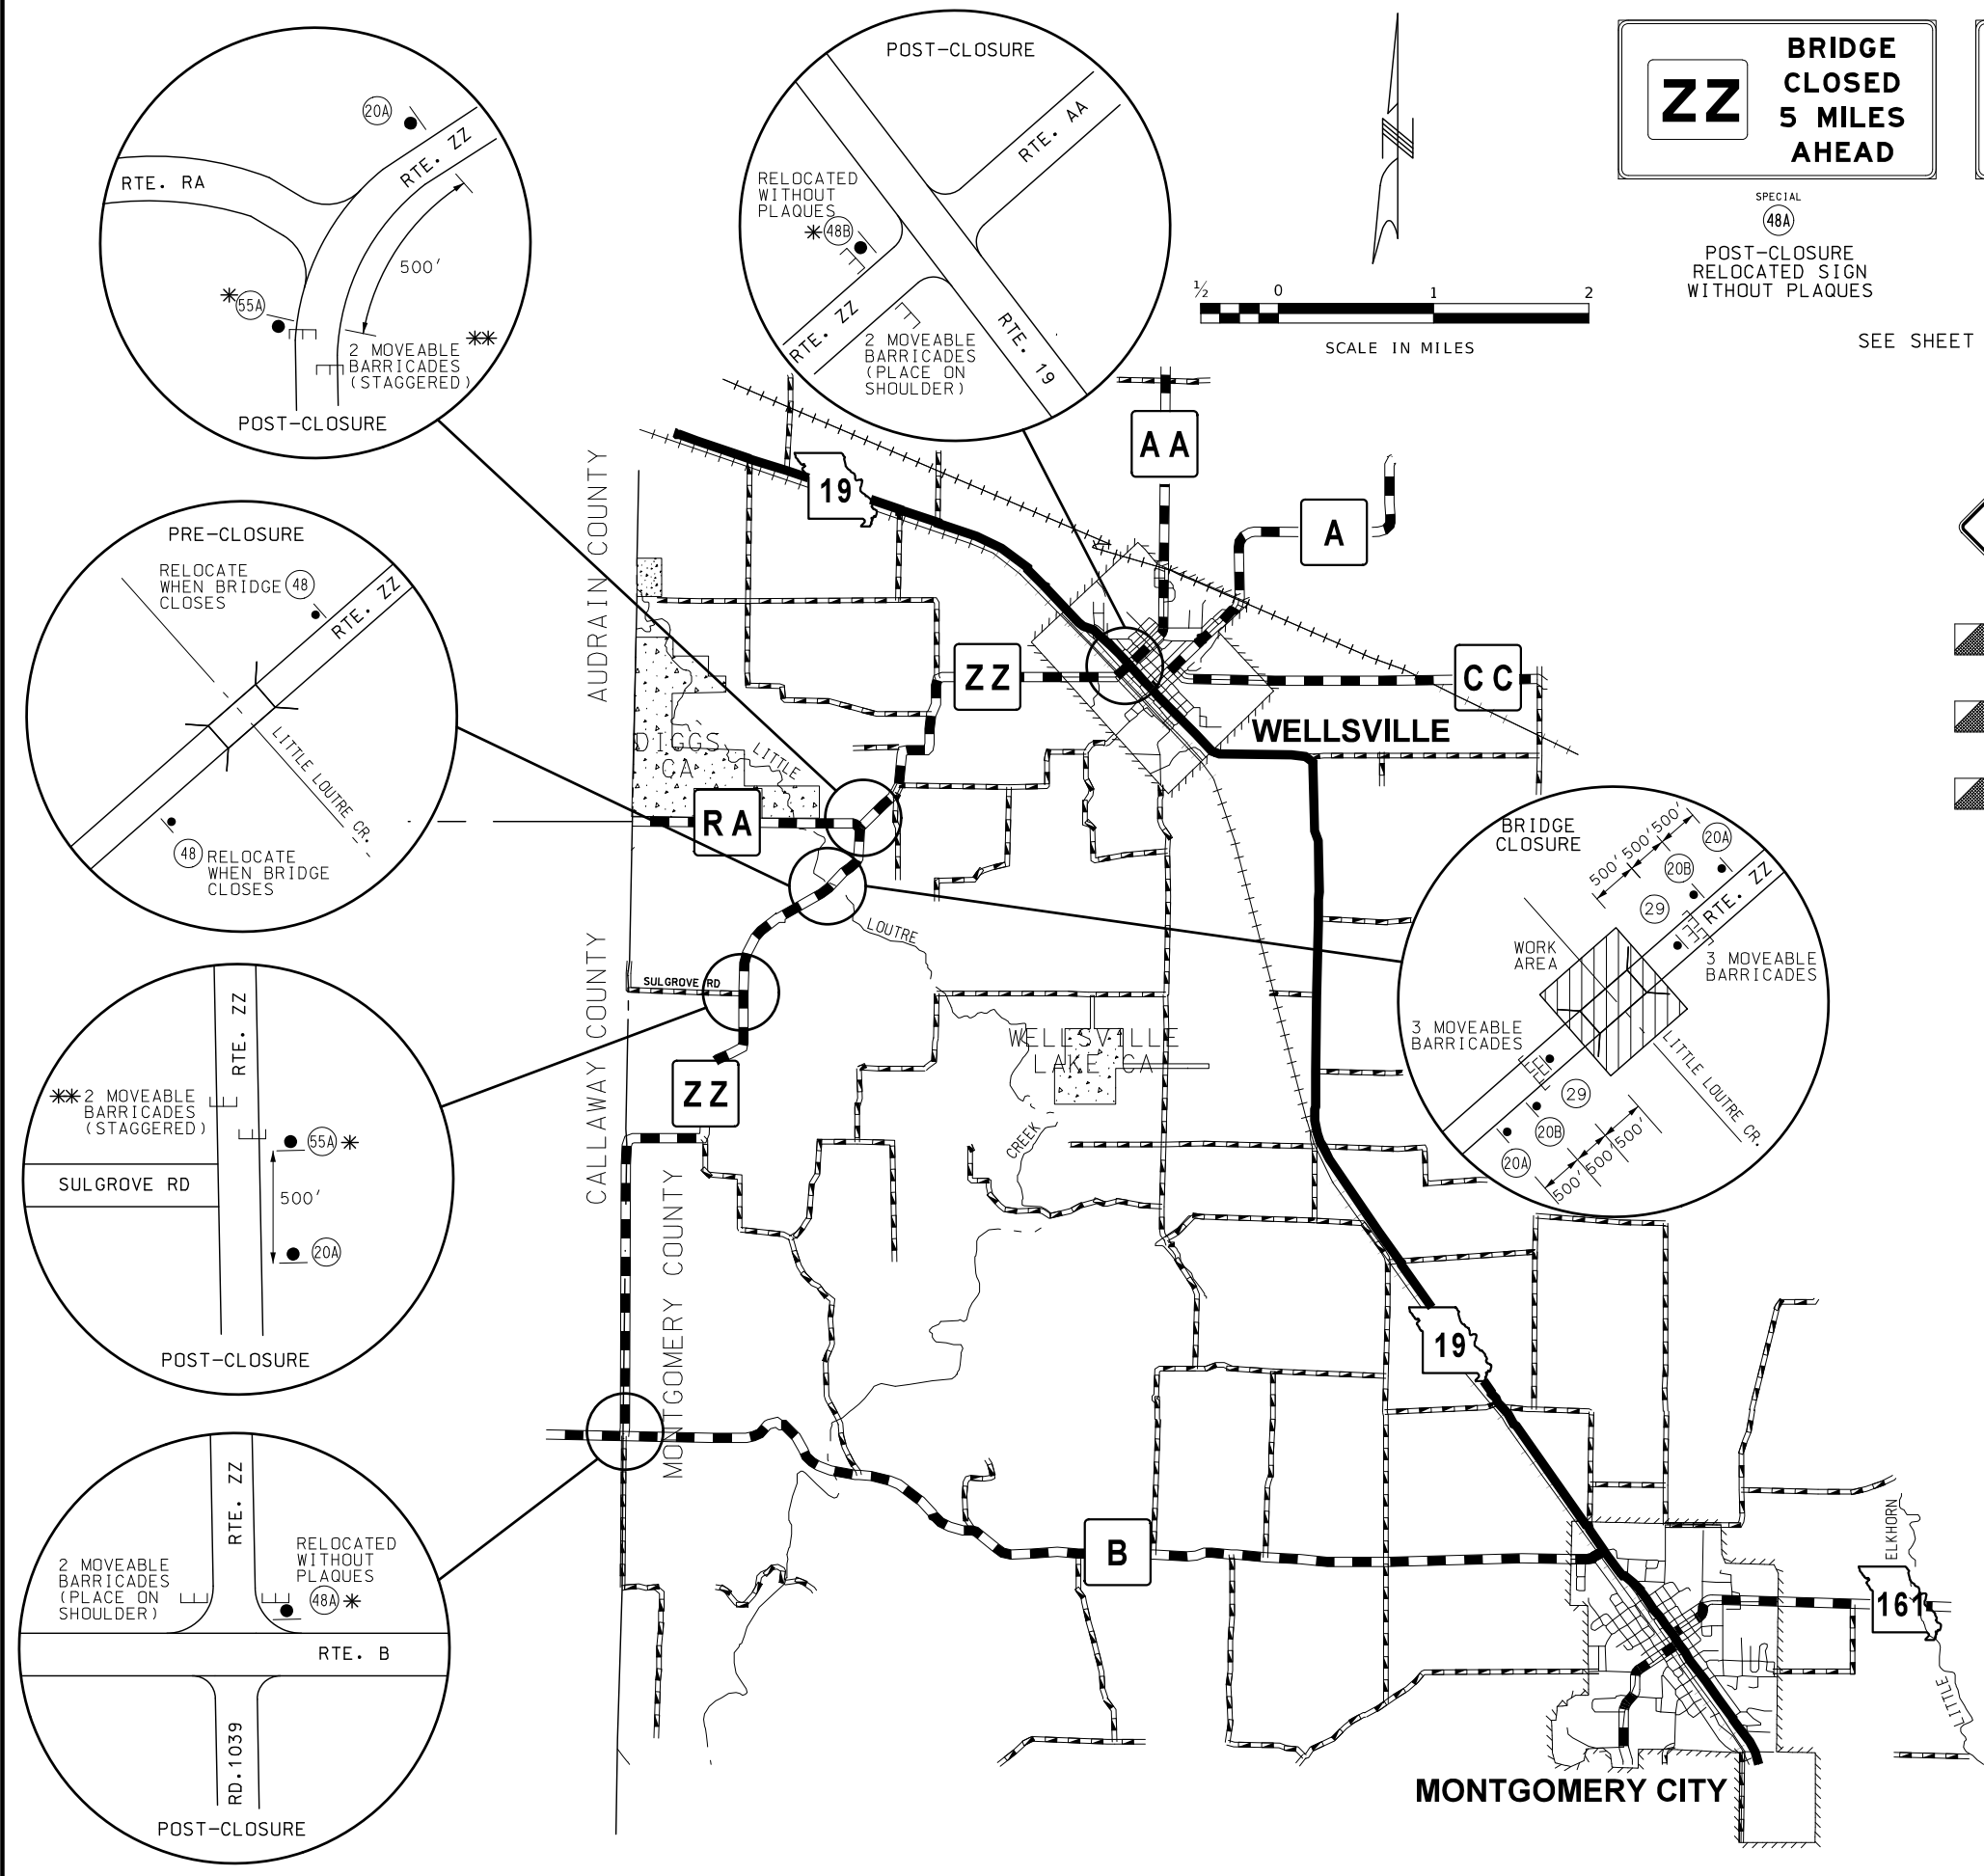 20A
RTE. RA
RTE. ZZ
500'
*55A
2 MOVEABLE **
BARRICADES
(STAGGERED)
POST-CLOSURE
POST-CLOSURE
RTE. AA
RELOCATED
WITHOUT
PLAQUES
*48B
RTE. ZZ
2 MOVEABLE
BARRICADES
(PLACE ON
SHOULDER)
RTE. 19
N
½ 0 1 2
SCALE IN MILES
ZZ
BRIDGE
CLOSED
5 MILES
AHEAD
SPECIAL
48A
POST-CLOSURE
RELOCATED SIGN
WITHOUT PLAQUES
SEE SHEET
PRE-CLOSURE
RELOCATE
WHEN BRIDGE 48
CLOSES
RTE. ZZ
LITTLE LOUTRE CR.
48 RELOCATE
WHEN BRIDGE
CLOSES
RTE. ZZ
** 2 MOVEABLE
BARRICADES
(STAGGERED)
55A *
SULGROVE RD
500'
20A
POST-CLOSURE
RTE. ZZ
2 MOVEABLE
BARRICADES
(PLACE ON
SHOULDER)
RELOCATED
WITHOUT
PLAQUES
48A *
RTE. B
RD.1039
POST-CLOSURE
AUDRAIN COUNTY
CALLAWAY COUNTY
MONTGOMERY COUNTY
19
AA
A
ZZ
CC
WELLSVILLE
DIGGS
CA
LITTLE
RA
LOUTRE
SULGROVE RD
ZZ
WELLSVILLE
LAKE CA
CREEK
BRIDGE
CLOSURE
500' 500' 500'
20A
20B
29
RTE. ZZ
WORK
AREA
3 MOVEABLE
BARRICADES
3 MOVEABLE
BARRICADES
LITTLE LOUTRE CR.
29
20B
20A
500' 500' 500'
19
B
ELKHORN
161
LITTLE
MONTGOMERY CITY